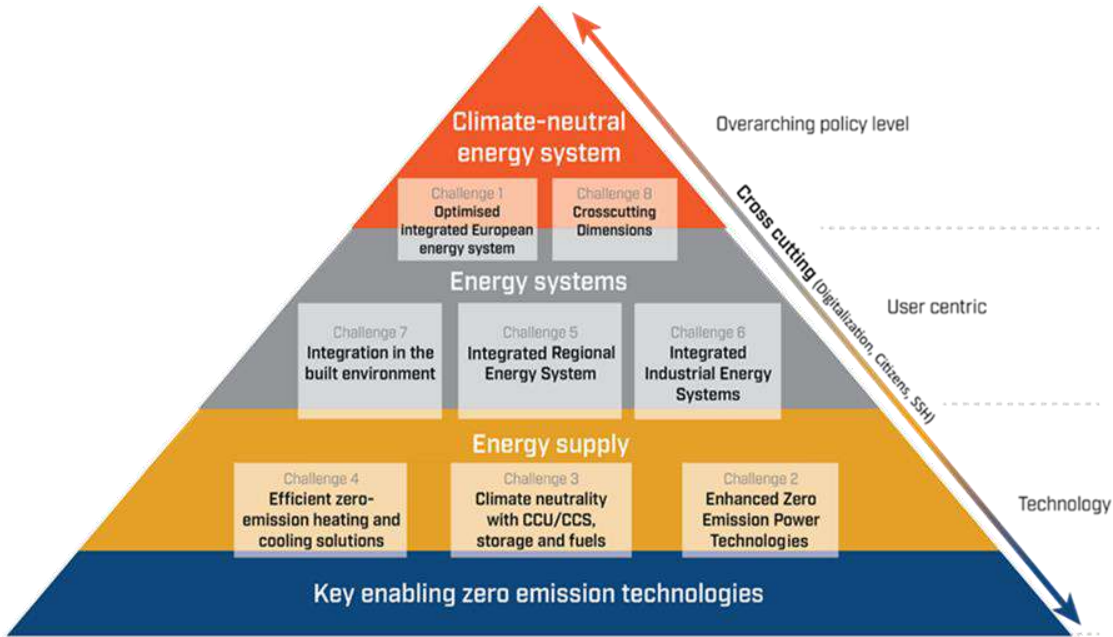 Climate-neutral
energy system
Overarching policy level
Challenge 1
Optimised
integrated European
energy system
Challenge 8
Crosscutting
Dimensions
Cross cutting (Digitalization, Citizens, SSH)
Energy systems
User centric
Challenge 7
Integration in the
built environment
Challenge 5
Integrated Regional
Energy System
Challenge 6
Integrated
Industrial Energy
Systems
Energy supply
Challenge 4
Efficient zero-
emission heating and
cooling solutions
Challenge 3
Climate neutrality
with CCU/CCS,
storage and fuels
Challenge 2
Enhanced Zero
Emission Power
Technologies
Technology
Key enabling zero emission technologies